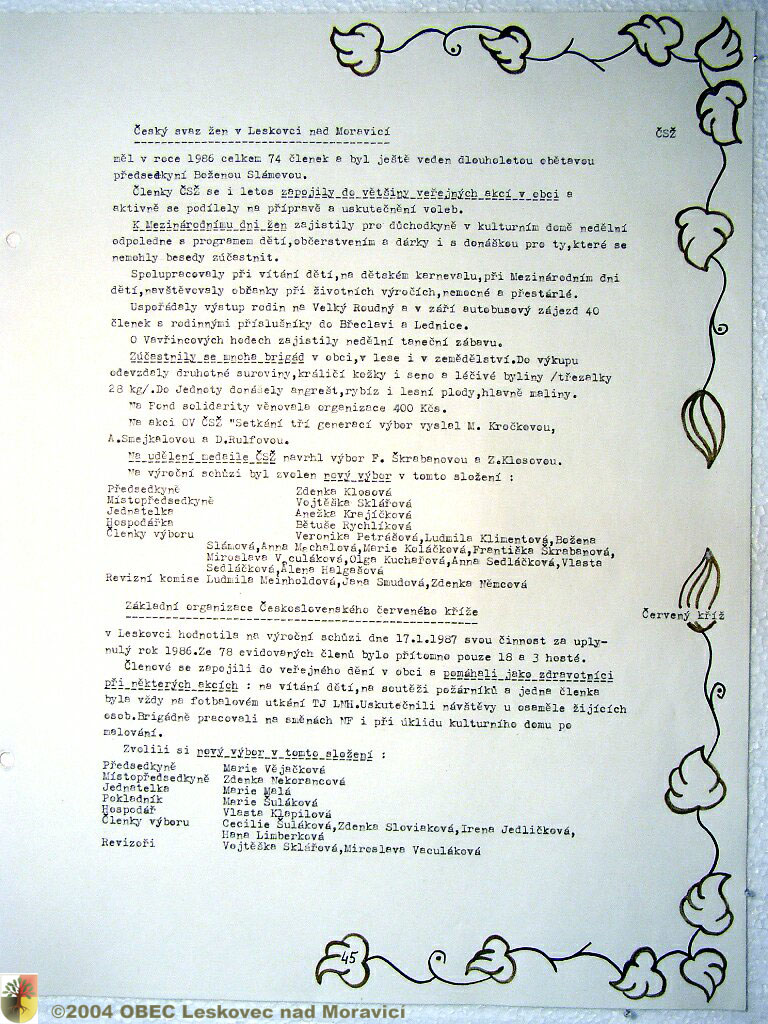 Český svaz žen v Leskovci nad Moravicí
ČSŽ
měl v roce 1986 celkem 74 členek a byl ještě veden dlouholetou obětavou
předsedkyní Boženou Slámovou.
Členky ČSŽ se i letos zapojily do většiny veřejných akcí v obci a
aktivně se podílely na přípravě a uskutečnění voleb.
K Mezinárodnímu dni žen zajistily pro důchodkyně v kulturním domě nedělní
odpoledne s programem dětí,občerstvením a dárky i s donáškou pro ty,které se
nemohly besedy zúčastnit.
Spolupracovaly při vítání dětí,na dětském karnevalu,při Mezinárodním dni
dětí,navštěvovaly občanky při životních výročích,nemocné a přestárlé.
Uspořádaly výstup rodin na Velký Roudný a v září autobusový zájezd 40
členek s rodinnými příslušníky do Břeclavi a Lednice.
O Vavřincových hodech zajistily nedělní taneční zábavu.
Zúčastnily se mnoha brigád v obci,v lese i v zemědělství.Do výkupu
odevzdaly druhotné suroviny,králičí kožky i seno a léčivé byliny /třezalky
28 kg/.Do Jednoty donášely angrešt,rybíz i lesní plody,hlavně maliny.
Na Fond solidarity věnovala organizace 400 Kčs.
Na akci OV ČSŽ "Setkání tří generací výbor vyslal M. Kročkovou,
A.Smejkalovou a D.Rulfovou.
Na udělení medaile ČSŽ navrhl výbor F. Škrabanovou a Z.Klosovou.
Na výroční schůzi byl zvolen nový výbor v tomto složení :
Předsedkyně Zdenka Klosová
Místopředsedkyně Vojtěška Sklářová
Jednatelka Anežka Krajíčková
Hospodářka Bětuše Rychlíková
Členky výboru Veronika Petrášová,Ludmila Klimentová,Božena
Slámová,Anna Machalová,Marie Koláčková,Františka Škrabanová,
Miroslava Vaculáková,Olga Kuchařová,Anna Sedláčková,Vlasta
Sedláčková,Alena Halgašová
Revizní komise Ludmila Meinholdová,Jana Smudová,Zdenka Němcová
Základní organizace Československého červeného kříže
Červený kříž
v Leskovci hodnotila na výroční schůzi dne 17.1.1987 svou činnost za uply-
nulý rok 1986.Ze 78 evidovaných členů bylo přítomno pouze 18 a 3 hosté.
Členové se zapojili do veřejného dění v obci a pomáhali jako zdravotníci
při některých akcích : na vítání dětí,na soutěži požárníků a jedna členka
byla vždy na fotbalovém utkání TJ LNM.Uskutečnili návštěvy u osaměle žijících
osob.Brigádně pracovali na směnách NF i při úklidu kulturního domu po
malování.
Zvolili si nový výbor v tomto složení :
Předsedkyně Marie Vějačková
Místopředsedkyně Zdenka Nekorancová
Jednatelka Marie Malá
Pokladník Marie Šuláková
Hospodář Vlasta Klapilová
Členky výboru Cecilie Šuláková,Zdenka Sloviaková,Irena Jedličková,
Hana Limberková
Revizoři Vojtěška Sklářová,Miroslava Vaculáková
45
©2004 OBEC Leskovec nad Moravicí